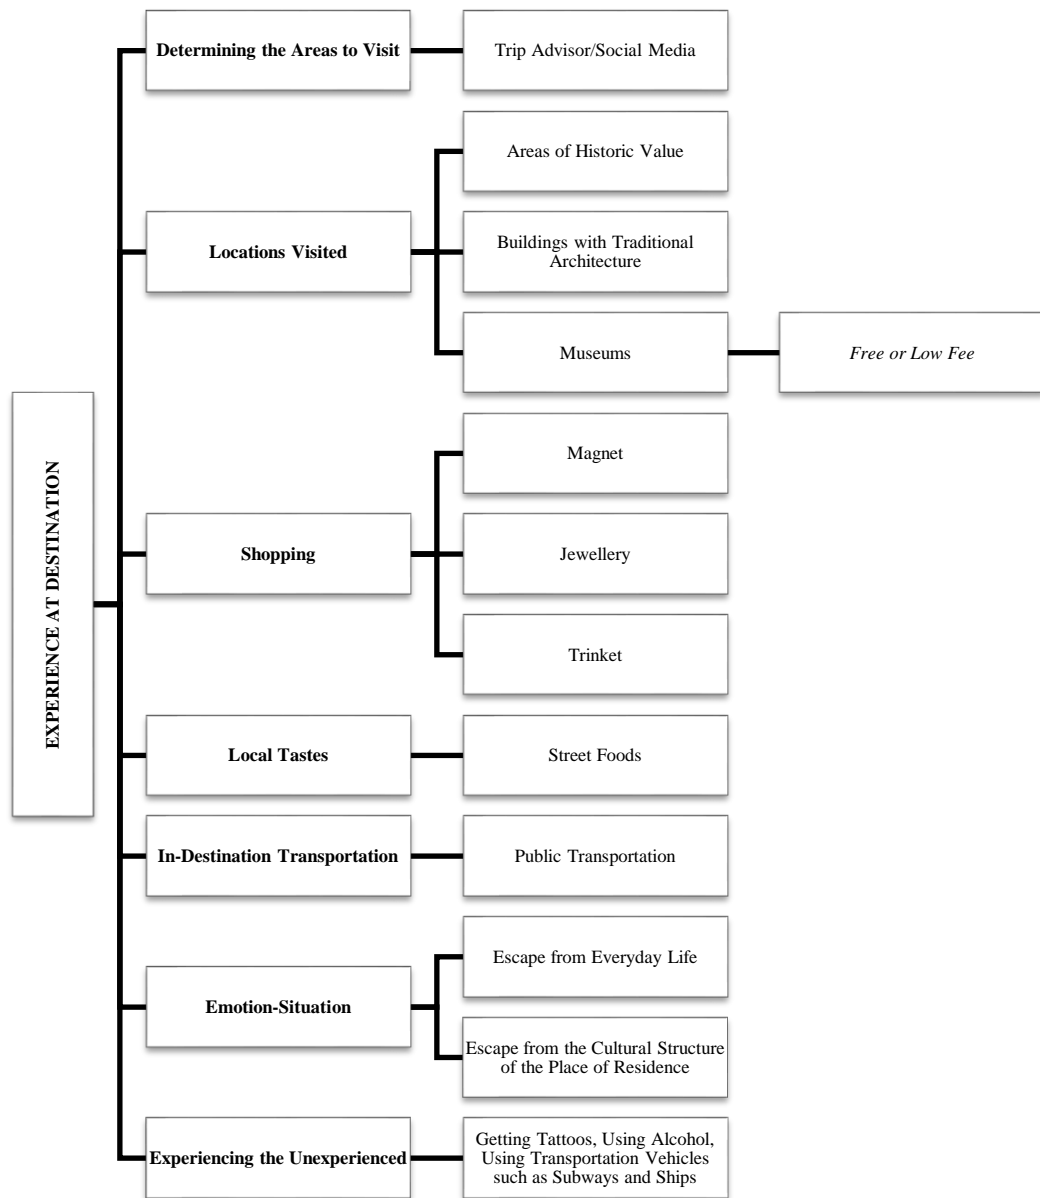 EXPERIENCE AT DESTINATION
Determining the Areas to Visit
Trip Advisor/Social Media
Locations Visited
Areas of Historic Value
Buildings with Traditional
Architecture
Museums
Free or Low Fee
Shopping
Magnet
Jewellery
Trinket
Local Tastes
Street Foods
In-Destination Transportation
Public Transportation
Emotion-Situation
Escape from Everyday Life
Escape from the Cultural Structure
of the Place of Residence
Experiencing the Unexperienced
Getting Tattoos, Using Alcohol,
Using Transportation Vehicles
such as Subways and Ships